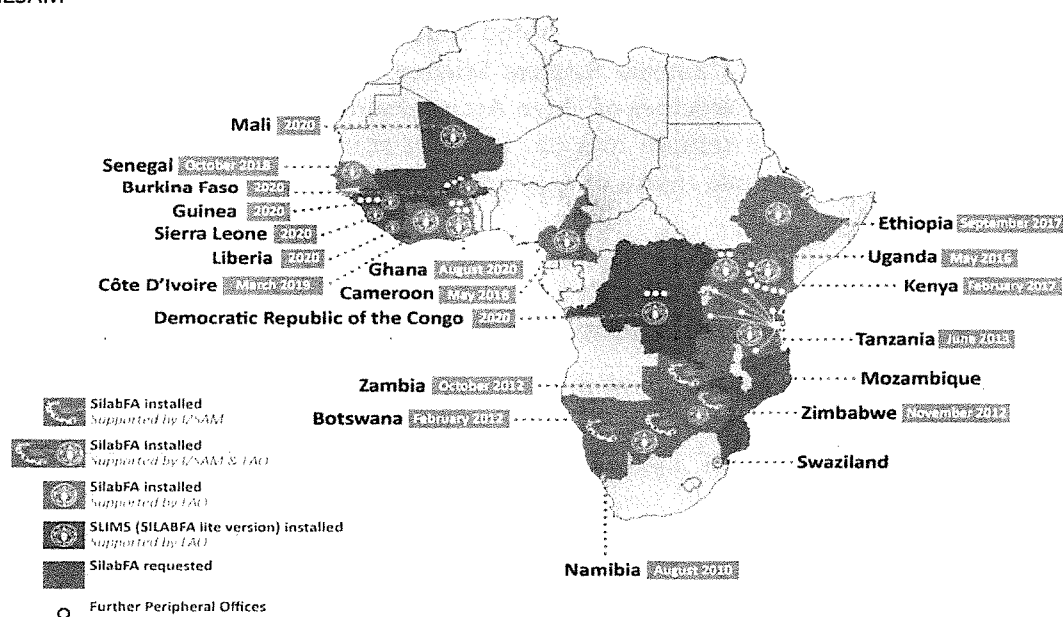 Mali 2020
Senegal October 2018
Burkina Faso 2020
Guinea 2020
Sierra Leone 2020
Liberia 2020
Côte D'Ivoire March 2019
Ghana August 2020
Cameroon May 2018
Democratic Republic of the Congo 2020
Ethiopia September 2017
Uganda May 2016
Kenya February 2017
Tanzania June 2013
Zambia October 2012
Mozambique
Botswana February 2012
Zimbabwe November 2012
Swaziland
Namibia August 2010
SilabFA installed
Supported by IZSAM
SilabFA installed
Supported by IZSAM & FAO
SilabFA installed
Supported by FAO
SLIMS (SILABFA lite version) installed
Supported by FAO
SilabFA requested
Further Peripheral Offices